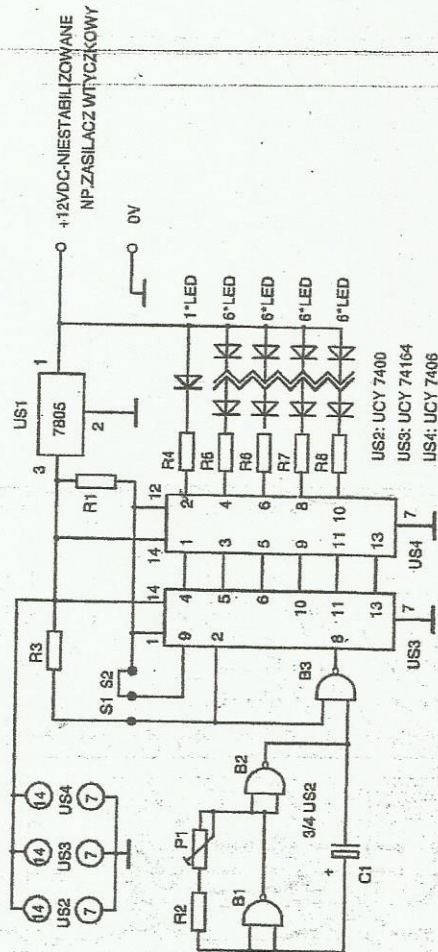 +12VDC-NIESTABILIZOWANE
NP.ZASILACZ WTYCZKOWY
0V
US1
7805
1
2
3
R1
R3
R4
R5
R6
R7
R8
1*LED
6*LED
6*LED
6*LED
6*LED
14
12
1
2
3
4
5
6
9
8
11
10
13
7
US4
14
1
4
9
5
2
6
10
11
8
13
7
US3
S1
S2
B3
B2
B1
3/4 US2
P1
R2
+
C1
14
14
14
7
7
7
US2
US3
US4
US2: UCY 7400
US3: UCY 74164
US4: UCY 7406